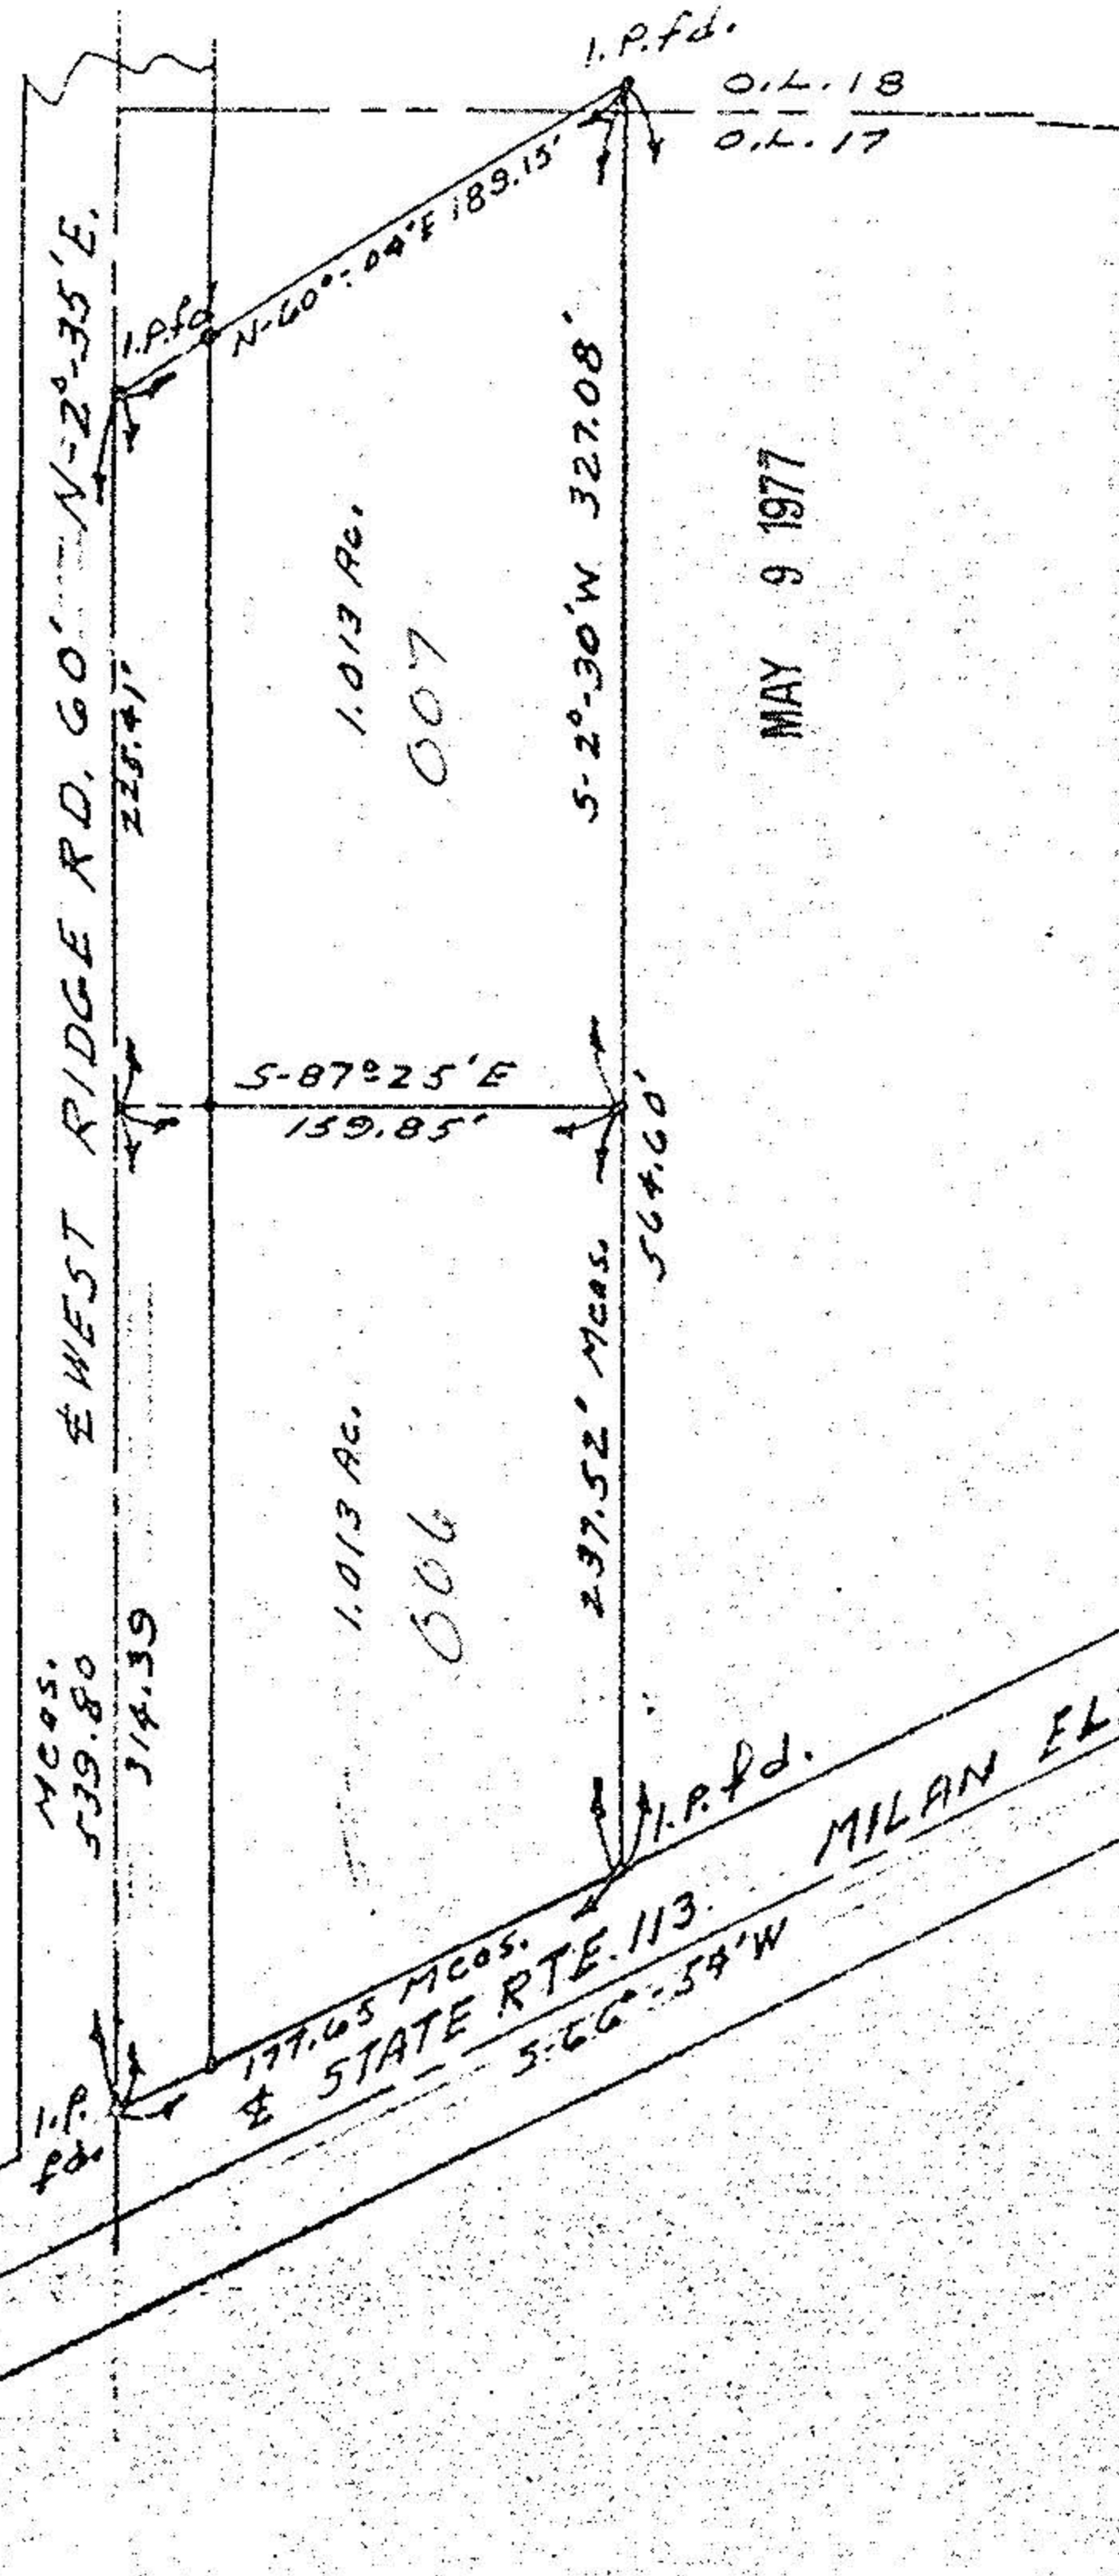 I.P.fd.
O.L.18
O.L.17
N-60°-04'E 189.15'
I.P.fd
¢ WEST RIDGE RD. 60' N-2°-35'E.
225.41'
1.013 Ac.
007
S-2°-30'W 327.08'
MAY 9 1977
S-87°25'E
159.85'
564.60'
237.52' Meas.
1.013 Ac.
006
Meas.
539.80
314.39
I.P.fd.
MILAN EL
177.65 Meas.
¢ STATE RTE. 113.
S-66°-54'W
I.P.
fd.